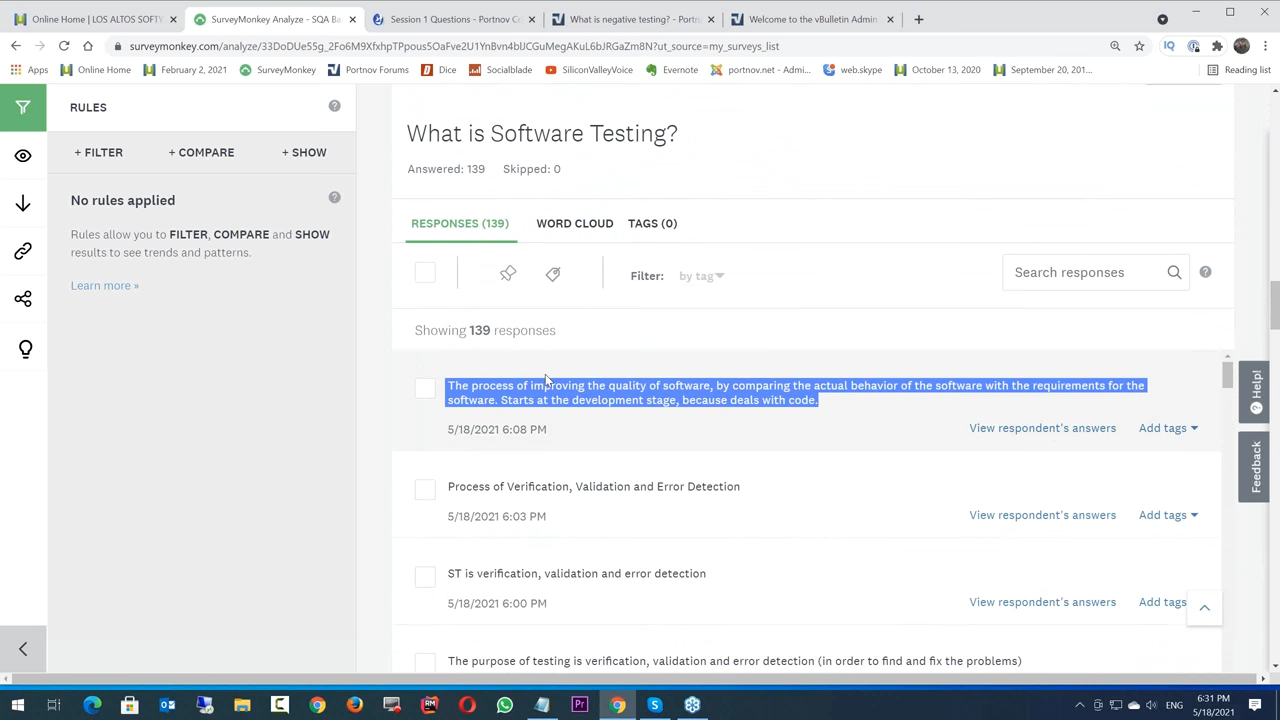 Online Home | LOS ALTOS SOFTW
SurveyMonkey Analyze - SQA Ba
Session 1 Questions - Portnov Co
What is negative testing? - Portn
Welcome to the vBulletin Admin
surveymonkey.com/analyze/33DoDUe55g_2Fo6M9XfxhpTPpous5OaFve2U1YnBvn4bUCGuMegAKuL6bJRGaZm8N?ut_source=my_surveys_list
Apps
Online Home
February 2, 2021
SurveyMonkey
Portnov Forums
Dice
Socialblade
SiliconValleyVoice
Evernote
portnov.net - Admi...
web.skype
October 13, 2020
September 20, 201...
Reading list
RULES
+ FILTER
+ COMPARE
+ SHOW
No rules applied
Rules allow you to FILTER, COMPARE and SHOW
results to see trends and patterns.
Learn more »
What is Software Testing?
Answered: 139 Skipped: 0
RESPONSES (139)
WORD CLOUD
TAGS (0)
Filter: by tag
Search responses
Showing 139 responses
The process of improving the quality of software, by comparing the actual behavior of the software with the requirements for the
software. Starts at the development stage, because deals with code.
5/18/2021 6:08 PM
View respondent's answers
Add tags
Process of Verification, Validation and Error Detection
5/18/2021 6:03 PM
View respondent's answers
Add tags
ST is verification, validation and error detection
5/18/2021 6:00 PM
View respondent's answers
Add tags
The purpose of testing is verification, validation and error detection (in order to find and fix the problems)
Help!
Feedback
6:31 PM
5/18/2021